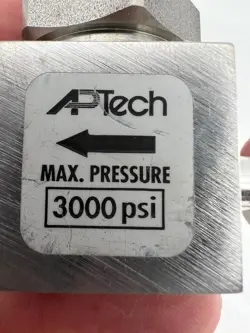 APTech
MAX. PRESSURE
3000 psi